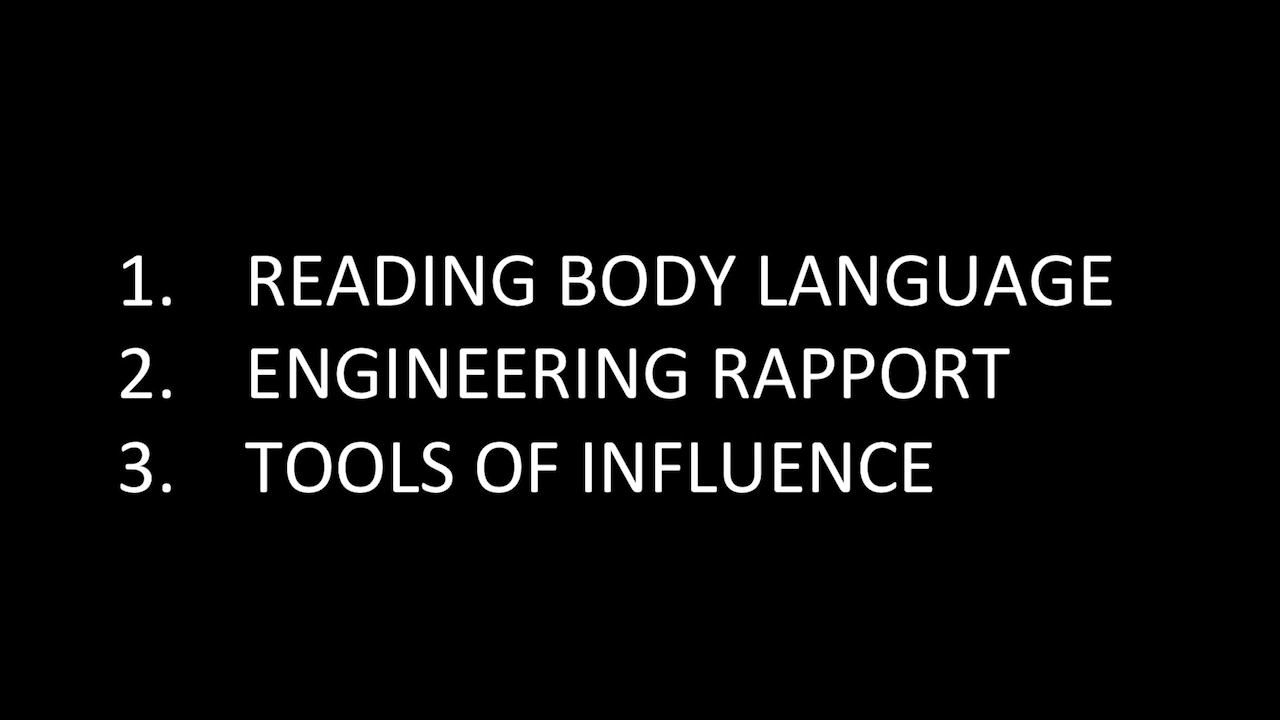 1. READING BODY LANGUAGE
2. ENGINEERING RAPPORT
3. TOOLS OF INFLUENCE